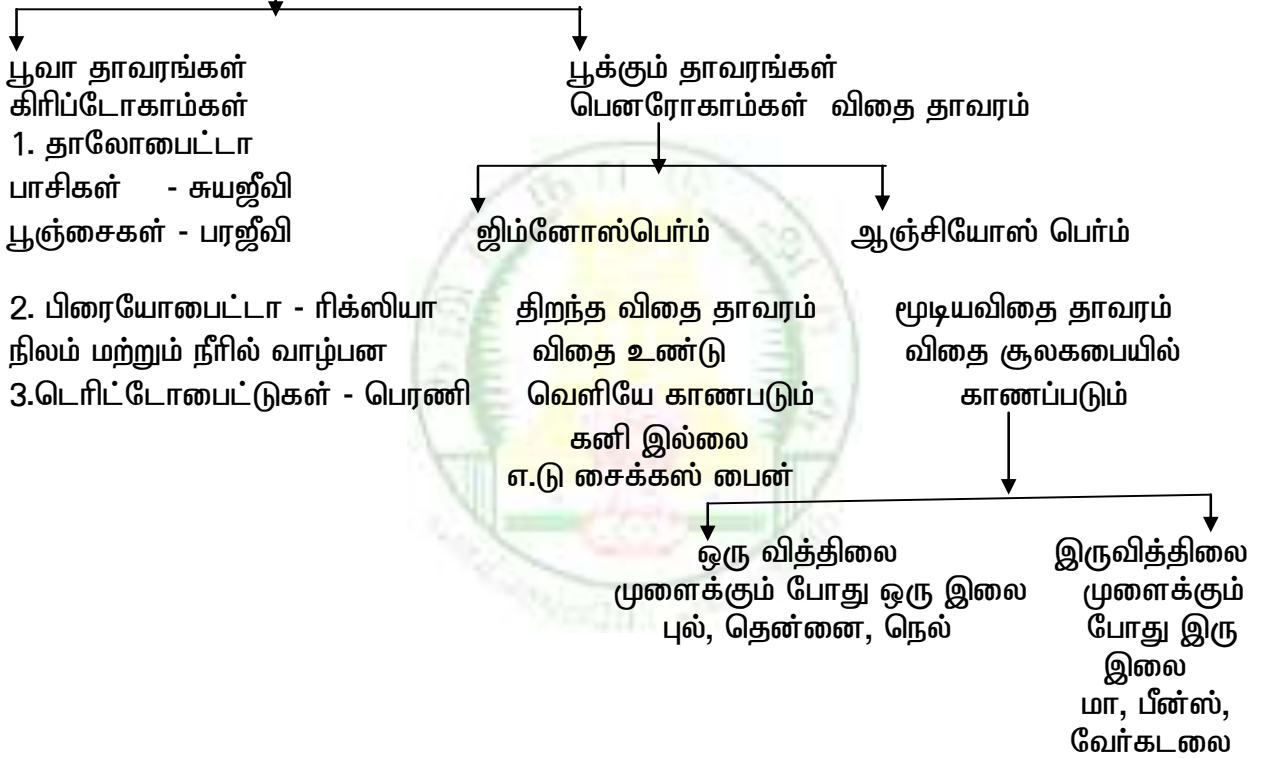 பூவா தாவரங்கள்
கிரிப்டோகாம்கள்
1. தாலோபைட்டா
பாசிகள் - சுயஜீவி
பூஞ்சைகள் - பரஜீவி
2. பிரையோபைட்டா - ரிக்ஸியா
நிலம் மற்றும் நீரில் வாழ்பன
3.டெரிட்டோபைட்டுகள் - பெரணி
பூக்கும் தாவரங்கள்
பெனரோகாம்கள் விதை தாவரம்
ஜிம்னோஸ்பெர்ம்
திறந்த விதை தாவரம்
விதை உண்டு
வெளியே காணபடும்
கனி இல்லை
எ.டு சைக்கஸ் பைன்
ஆஞ்சியோஸ் பெர்ம்
மூடியவிதை தாவரம்
விதை சூலகபையில்
காணப்படும்
ஒரு வித்திலை
முளைக்கும் போது ஒரு இலை
புல், தென்னை, நெல்
இருவித்திலை
முளைக்கும்
போது இரு
இலை
மா, பீன்ஸ்,
வேர்கடலை